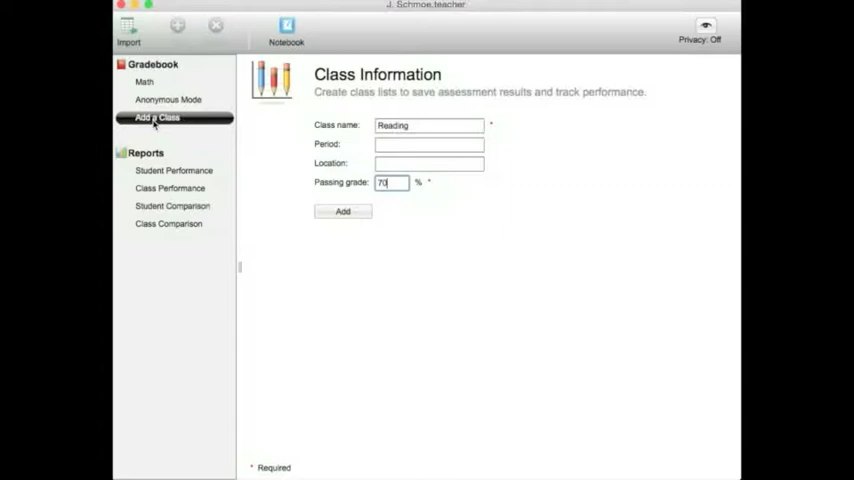 J. Schmoe.teacher
Import
Notebook
Privacy: Off
Gradebook
Math
Anonymous Mode
Add a Class
Reports
Student Performance
Class Performance
Student Comparison
Class Comparison
Class Information
Create class lists to save assessment results and track performance.
Class name: Reading *
Period:
Location:
Passing grade: 70 % *
Add
* Required